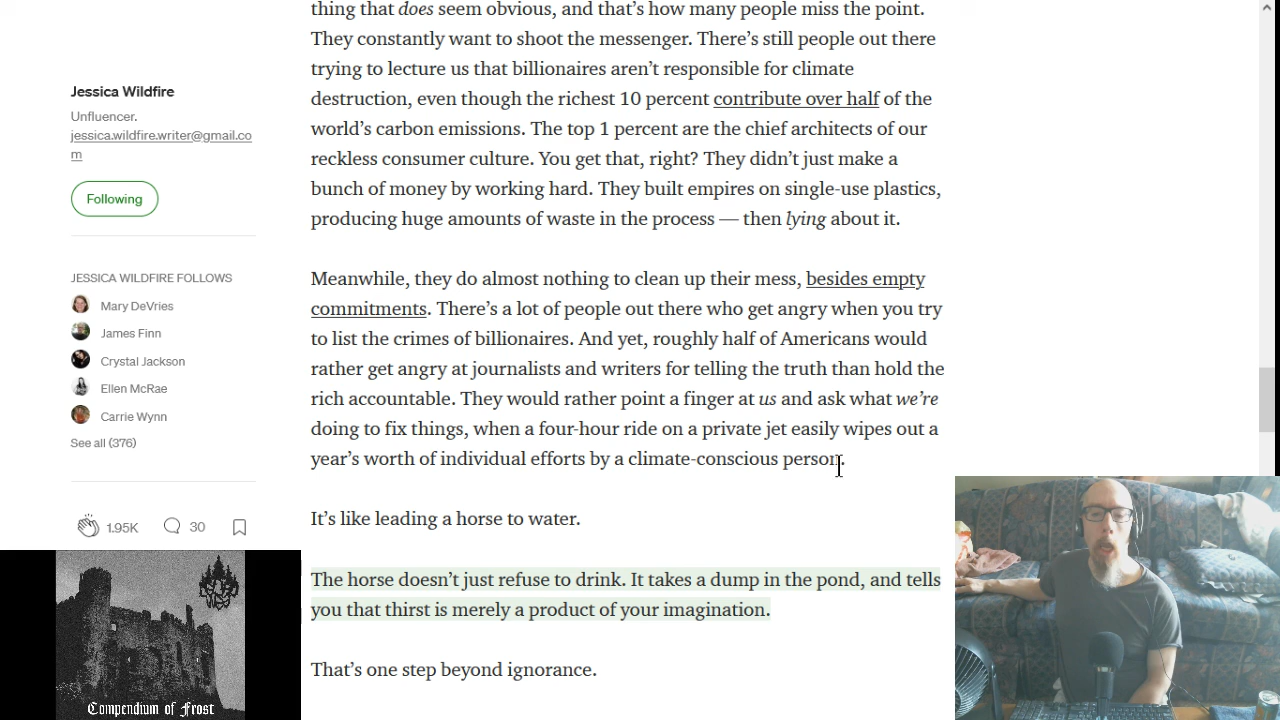 Jessica Wildfire
Unfluencer.
jessica.wildfire.writer@gmail.co
m
Following
JESSICA WILDFIRE FOLLOWS
Mary DeVries
James Finn
Crystal Jackson
Ellen McRae
Carrie Wynn
See all (376)
1.95K
30
thing that does seem obvious, and that’s how many people miss the point.
They constantly want to shoot the messenger. There’s still people out there
trying to lecture us that billionaires aren’t responsible for climate
destruction, even though the richest 10 percent contribute over half of the
world’s carbon emissions. The top 1 percent are the chief architects of our
reckless consumer culture. You get that, right? They didn’t just make a
bunch of money by working hard. They built empires on single-use plastics,
producing huge amounts of waste in the process — then lying about it.
Meanwhile, they do almost nothing to clean up their mess, besides empty
commitments. There’s a lot of people out there who get angry when you try
to list the crimes of billionaires. And yet, roughly half of Americans would
rather get angry at journalists and writers for telling the truth than hold the
rich accountable. They would rather point a finger at us and ask what we’re
doing to fix things, when a four-hour ride on a private jet easily wipes out a
year’s worth of individual efforts by a climate-conscious person.
It’s like leading a horse to water.
The horse doesn’t just refuse to drink. It takes a dump in the pond, and tells
you that thirst is merely a product of your imagination.
That’s one step beyond ignorance.
Compendium of Frost